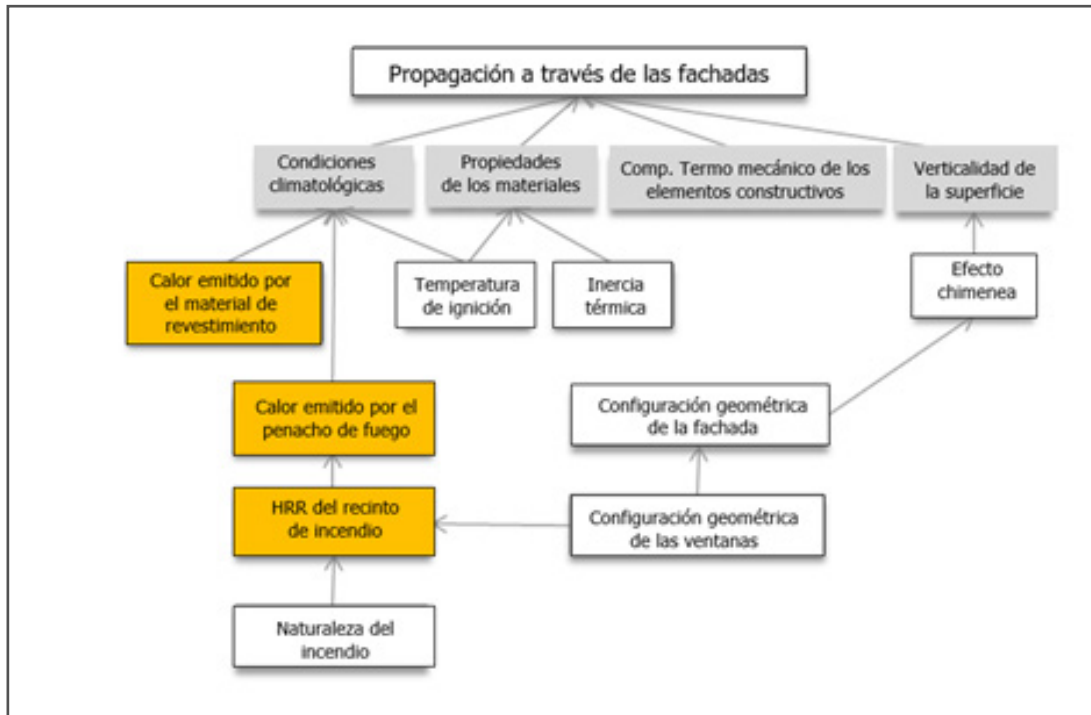 Propagación a través de las fachadas
Condiciones
climatológicas
Propiedades
de los materiales
Comp. Termo mecánico de los
elementos constructivos
Verticalidad de
la superficie
Calor emitido por
el material de
revestimiento
Temperatura
de ignición
Inercia
térmica
Efecto
chimenea
Calor emitido por el
penacho de fuego
Configuración geométrica
de la fachada
HRR del recinto
de incendio
Configuración geométrica
de las ventanas
Naturaleza del
incendio